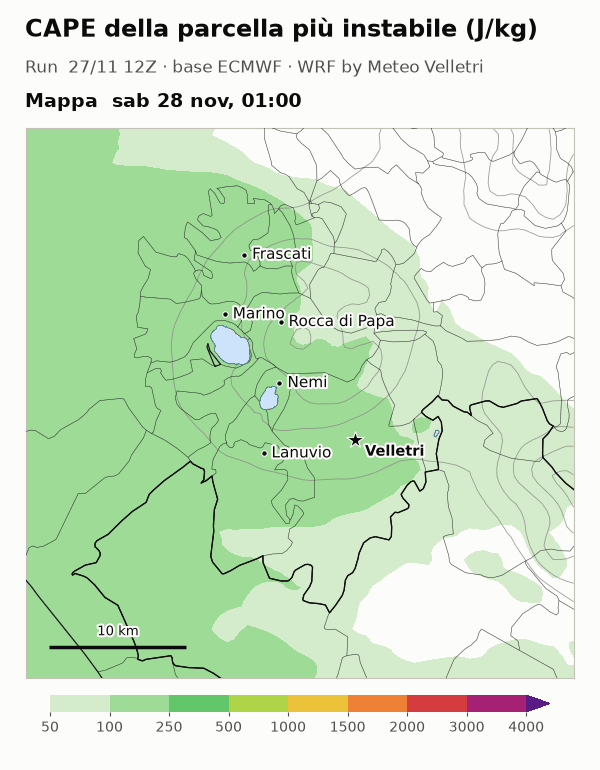 CAPE della parcella più instabile (J/kg)
Run  27/11 12Z · base ECMWF · WRF by Meteo Velletri
Mappa  sab 28 nov, 01:00
Frascati
Marino
Rocca di Papa
Nemi
Velletri
Lanuvio
10 km
50 100 250 500 1000 1500 2000 3000 4000